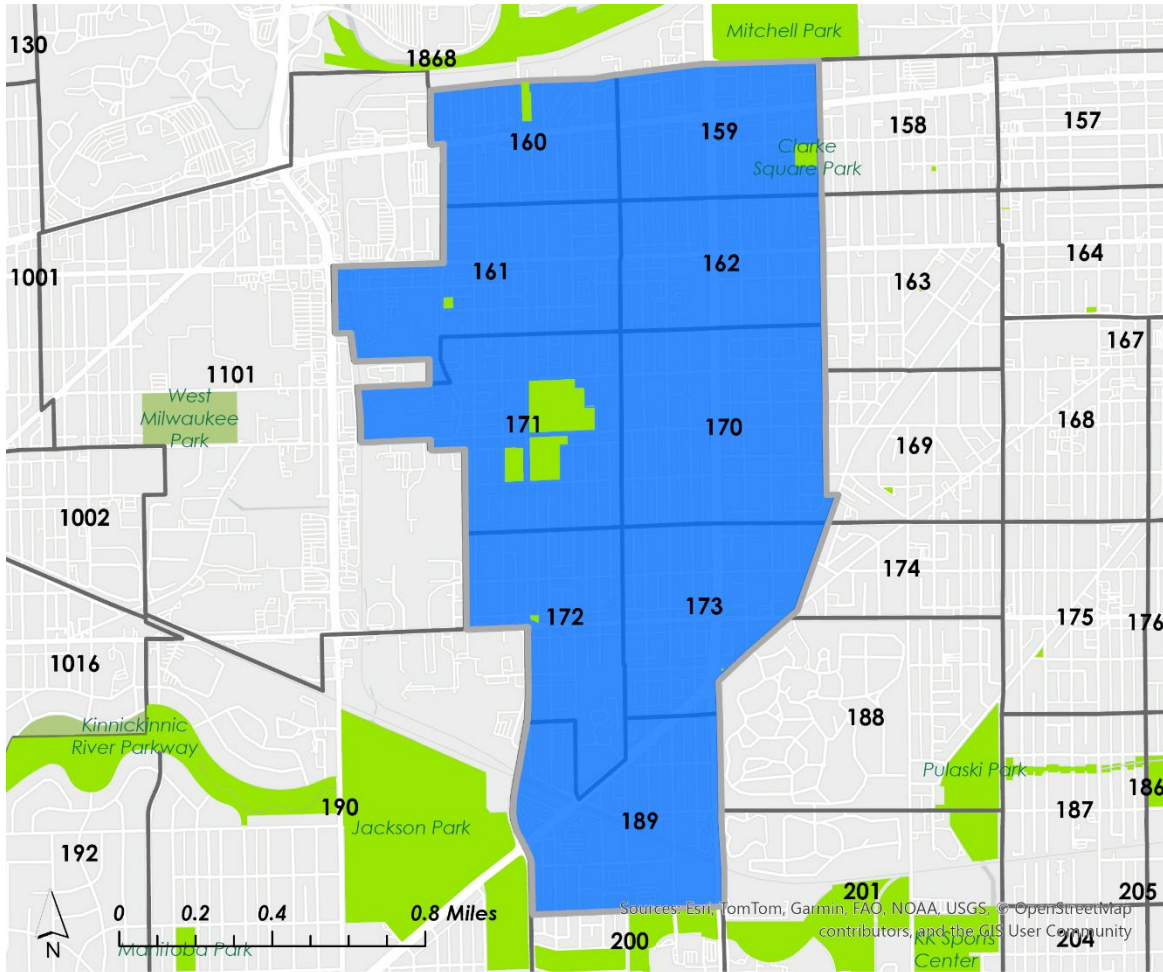 Mitchell Park
130
1868
160
159
158
157
Clarke
Square Park
1001
161
162
163
164
167
1101
West
Milwaukee
Park
171
170
169
168
1002
174
172
173
175
176
1016
Kinnickinnic
River Parkway
188
Pulaski Park
186
190
Jackson Park
189
187
192
0 0.2 0.4 0.8 Miles
N
Manitoba Park
200
201
205
Sources: Esri, TomTom, Garmin, FAO, NOAA, USGS, © OpenStreetMap
contributors, and the GIS User Community
KK Sports
Center
204